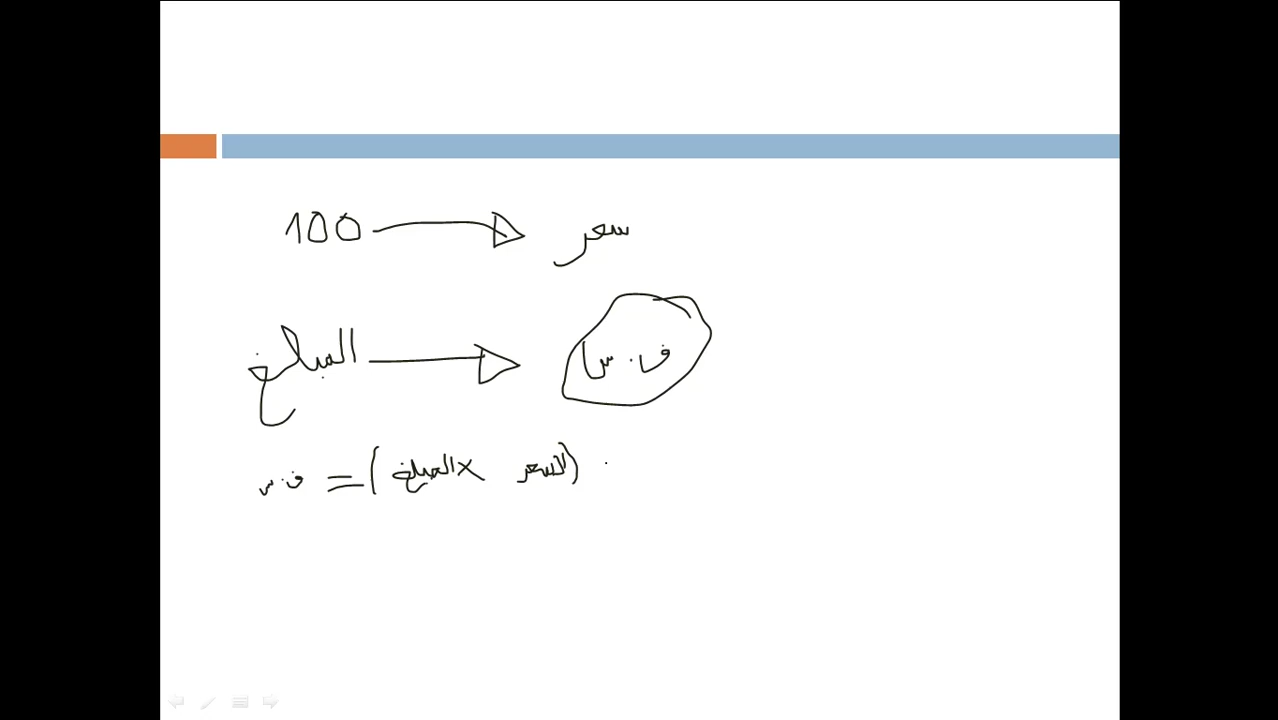 100 → سعر
المبلغ → ف.س
ف.س = (المبلغ × السعر)